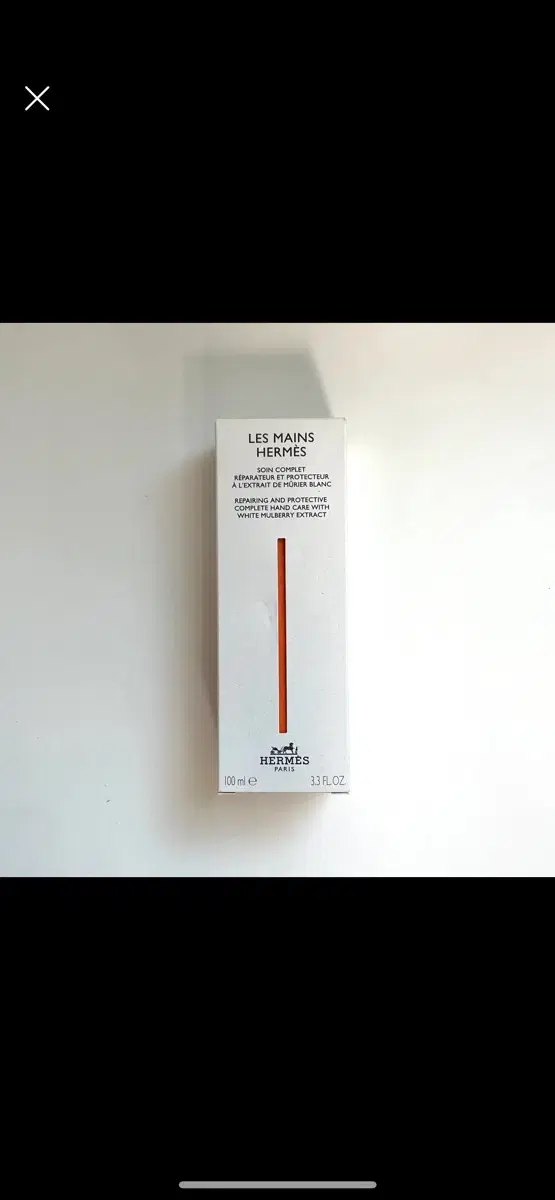 LES MAINS
HERMÈS
SOIN COMPLET
RÉPARATEUR ET PROTECTEUR
À L'EXTRAIT DE MÛRIER BLANC
REPAIRING AND PROTECTIVE
COMPLETE HAND CARE WITH
WHITE MULBERRY EXTRACT
HERMÈS
PARIS
100 ml ℮ 3.3 FL.OZ.